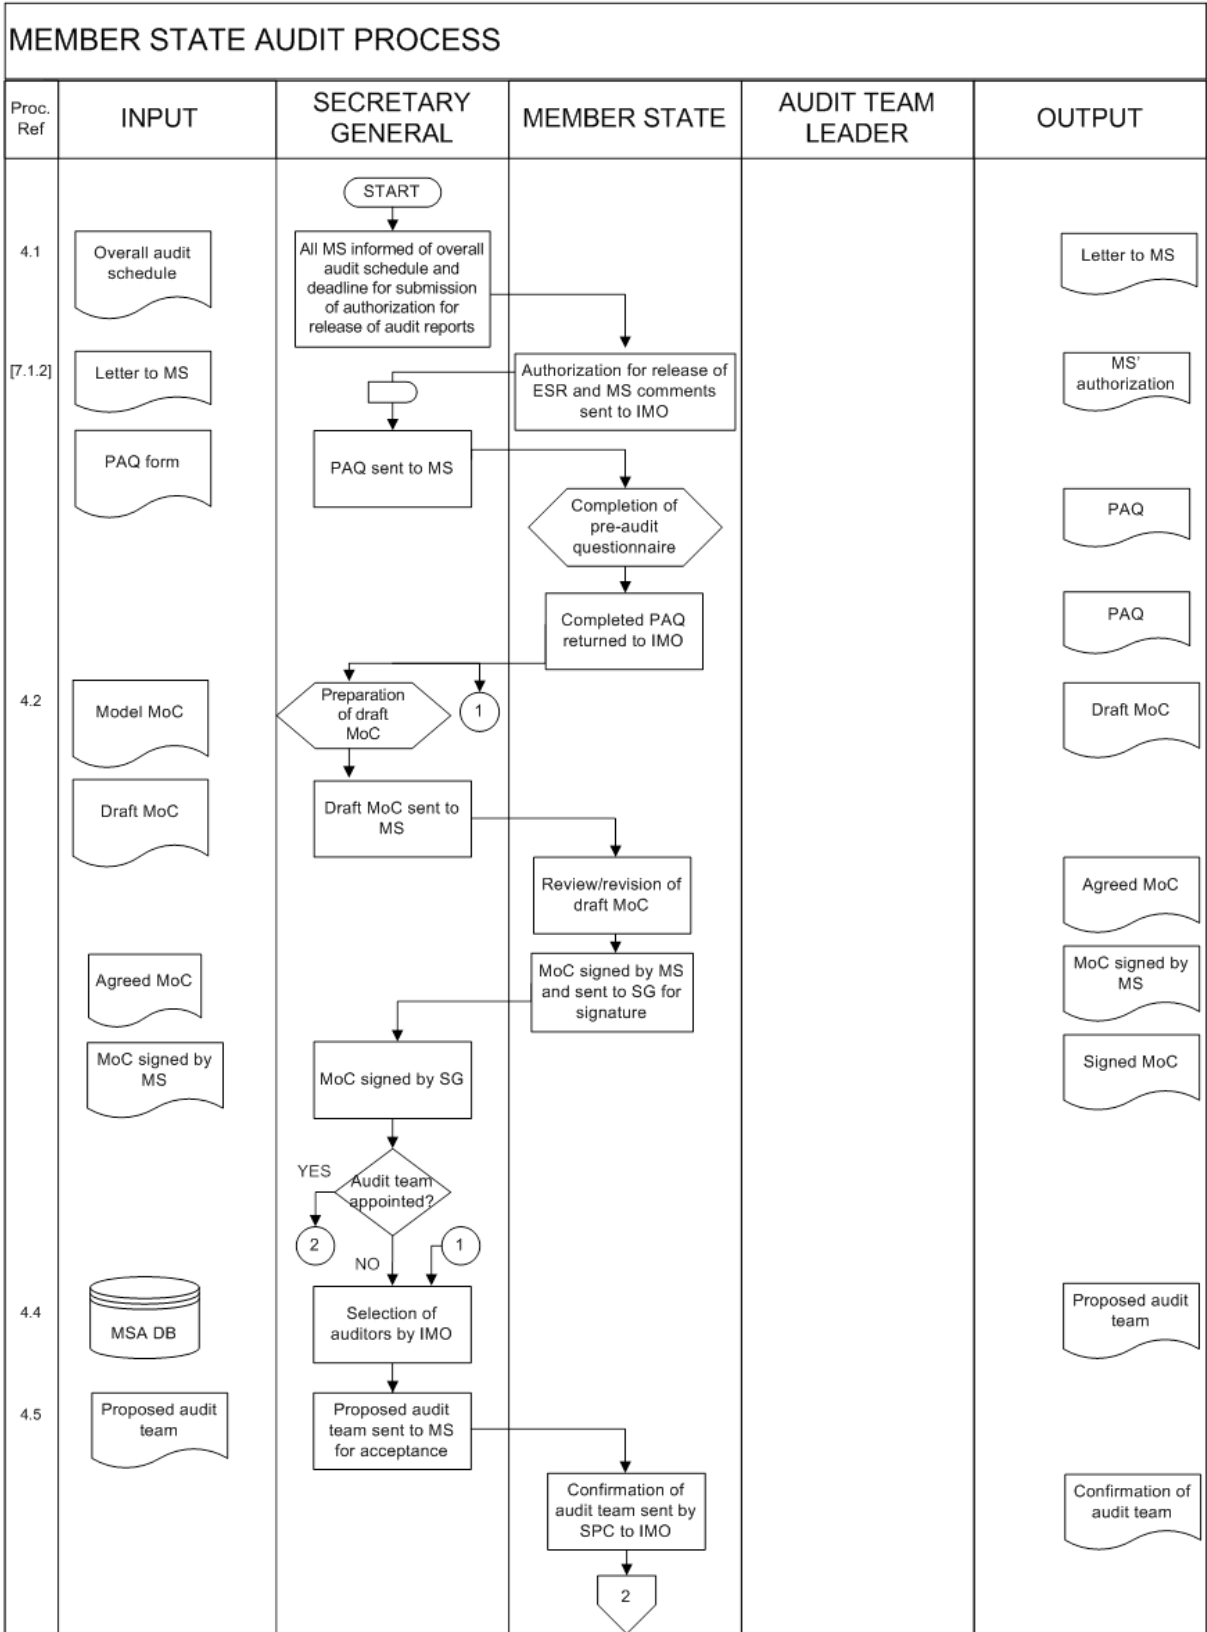 MEMBER STATE AUDIT PROCESS
Proc.
Ref
INPUT
SECRETARY
GENERAL
MEMBER STATE
AUDIT TEAM
LEADER
OUTPUT
START
4.1
Overall audit
schedule
All MS informed of overall
audit schedule and
deadline for submission
of authorization for
release of audit reports
Letter to MS
[7.1.2]
Letter to MS
Authorization for release of
ESR and MS comments
sent to IMO
MS'
authorization
PAQ form
PAQ sent to MS
Completion of
pre-audit
questionnaire
PAQ
Completed PAQ
returned to IMO
PAQ
4.2
Model MoC
Preparation
of draft
MoC
1
Draft MoC
Draft MoC
Draft MoC sent to
MS
Review/revision of
draft MoC
Agreed MoC
Agreed MoC
MoC signed by MS
and sent to SG for
signature
MoC signed by
MS
MoC signed by
MS
MoC signed by SG
Signed MoC
YES
Audit team
appointed?
2
1
NO
4.4
MSA DB
Selection of
auditors by IMO
Proposed audit
team
4.5
Proposed audit
team
Proposed audit
team sent to MS
for acceptance
Confirmation of
audit team sent by
SPC to IMO
Confirmation of
audit team
2